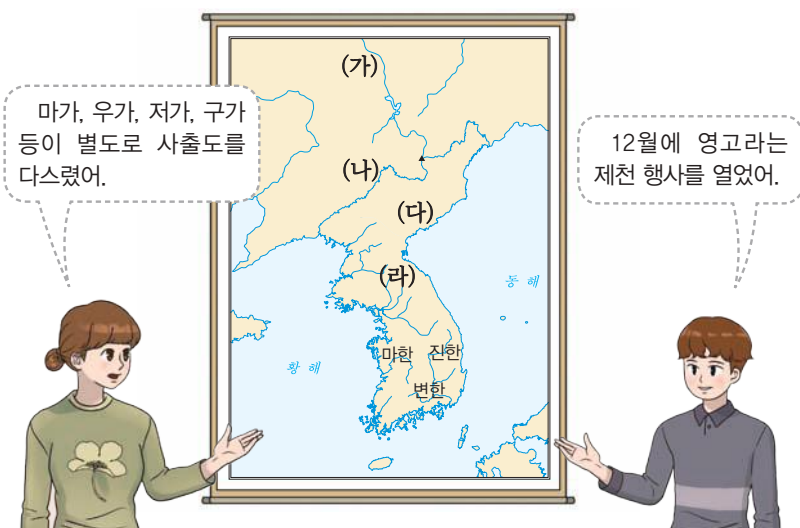 (가)
마가, 우가, 저가, 구가
등이 별도로 사출도를
다스렸어.
12월에 영고라는
제천 행사를 열었어.
(나)
(다)
(라)
동 해
황 해
마한
진한
변한